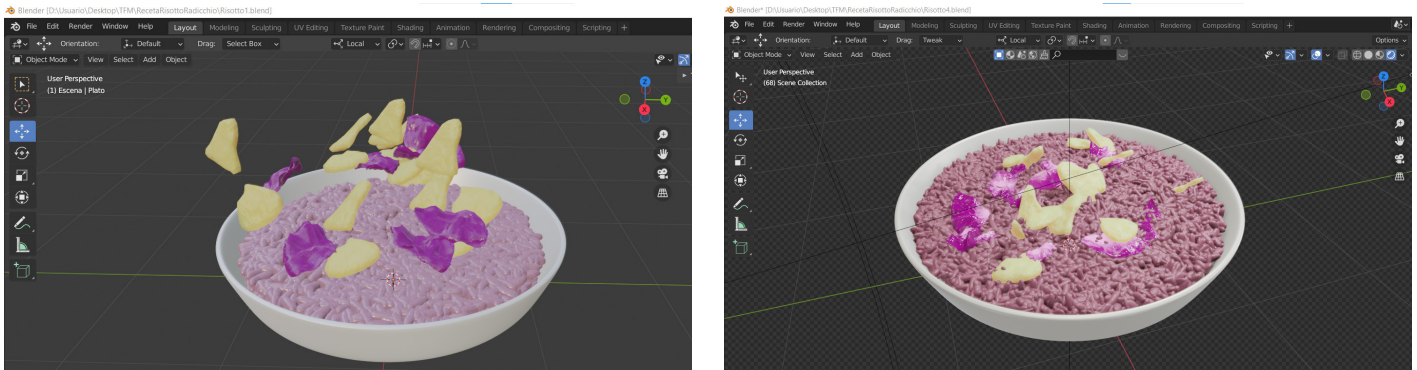 Blender [D:\Usuario\Desktop\TFM\RecetaRisottoRadicchio\Risotto1.blend]
File Edit Render Window Help Layout Modeling Sculpting UV Editing Texture Paint Shading Animation Rendering Compositing Scripting +
Orientation: Default Drag: Select Box Local
Object Mode View Select Add Object
User Perspective
(1) Escena | Plato
Z
Y
X
Blender* [D:\Usuario\Desktop\TFM\RecetaRisottoRadicchio\Risotto4.blend]
File Edit Render Window Help Layout Modeling Sculpting UV Editing Texture Paint Shading Animation Rendering Compositing Scripting +
Orientation: Default Drag: Tweak Local Options
Object Mode View Select Add Object
User Perspective
(68) Scene Collection
Z
Y
X